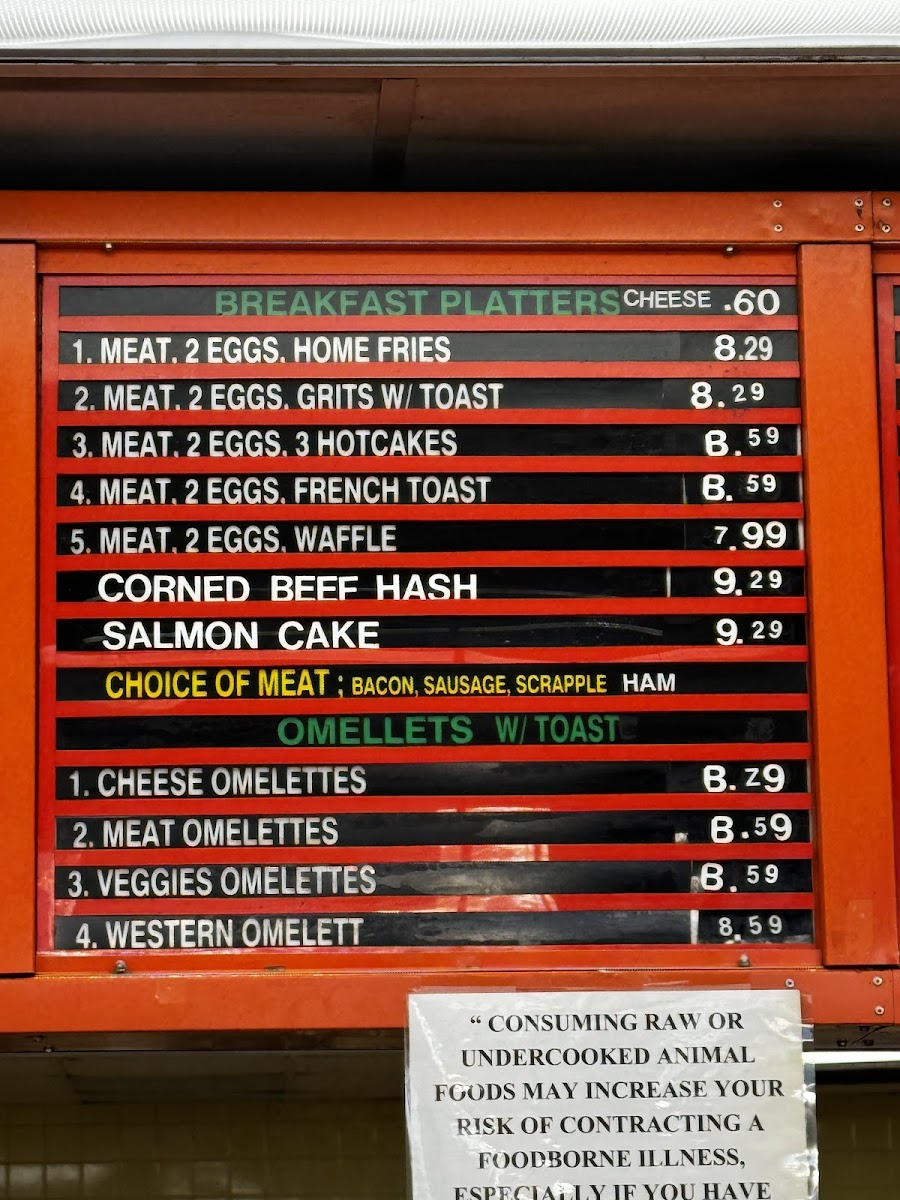 BREAKFAST PLATTERS CHEESE .60
1. MEAT, 2 EGGS, HOME FRIES 8.29
2. MEAT, 2 EGGS, GRITS W/ TOAST 8.29
3. MEAT, 2 EGGS, 3 HOTCAKES B.59
4. MEAT, 2 EGGS, FRENCH TOAST B.59
5. MEAT, 2 EGGS, WAFFLE 7.99
CORNED BEEF HASH 9.29
SALMON CAKE 9.29
CHOICE OF MEAT ; BACON, SAUSAGE, SCRAPPLE HAM
OMELLETS W/ TOAST
1. CHEESE OMELETTES B.Z9
2. MEAT OMELETTES B.59
3. VEGGIES OMELETTES B.59
4. WESTERN OMELETT 8.59
“ CONSUMING RAW OR
UNDERCOOKED ANIMAL
FOODS MAY INCREASE YOUR
RISK OF CONTRACTING A
FOODBORNE ILLNESS,
ESPECIALLY IF YOU HAVE